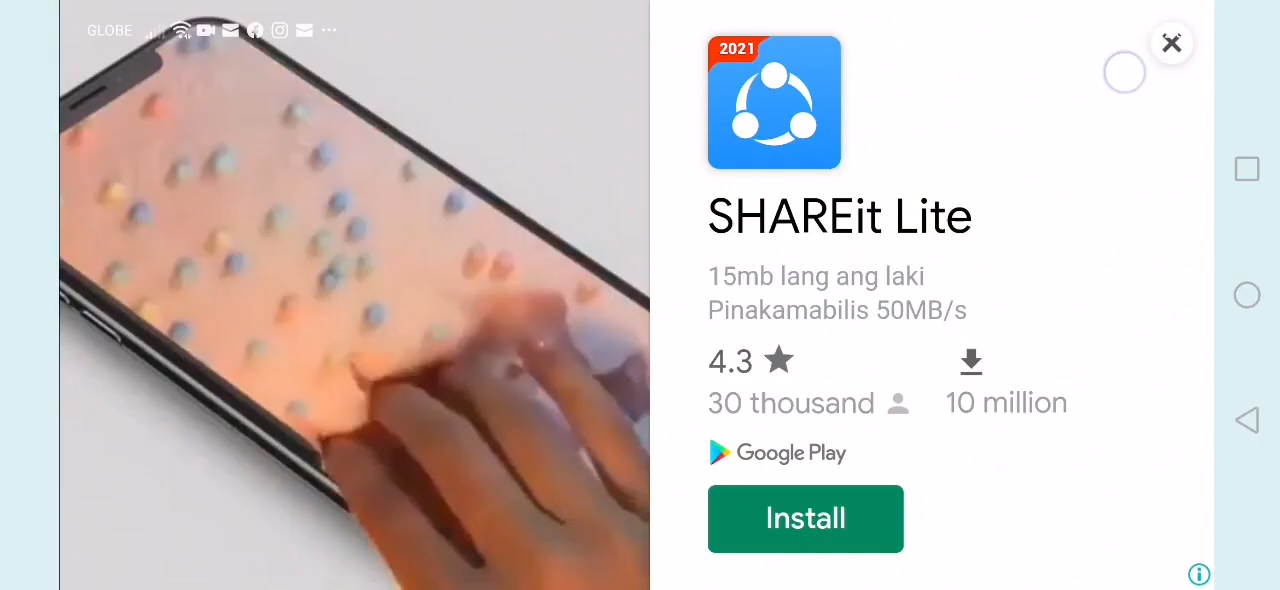 GLOBE
2021
SHAREit Lite
15mb lang ang laki
Pinakamabilis 50MB/s
4.3
30 thousand
10 million
Google Play
Install